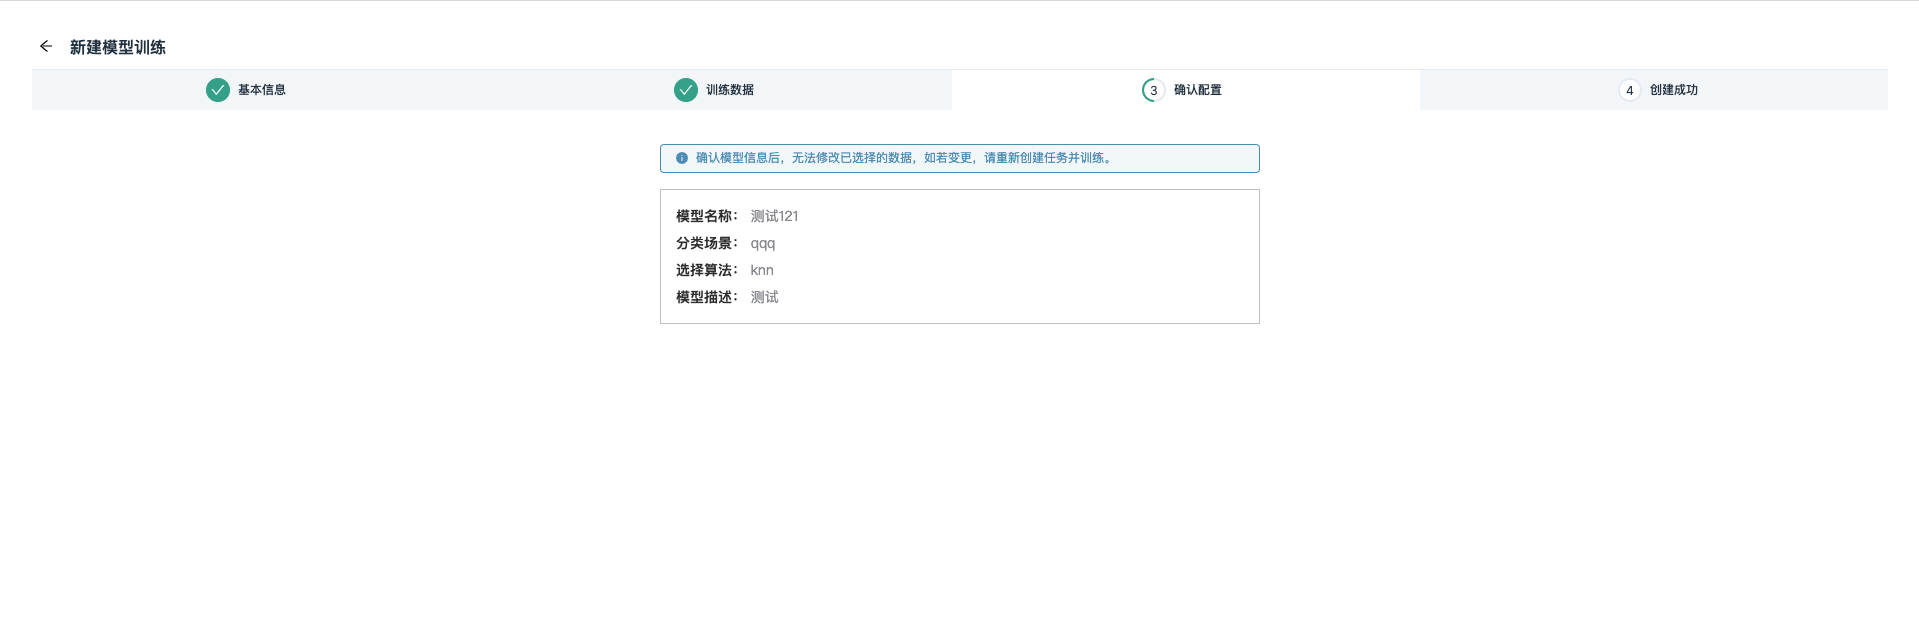 新建模型训练
基本信息
训练数据
3 确认配置
4 创建成功
确认模型信息后，无法修改已选择的数据，如若变更，请重新创建任务并训练。
模型名称： 测试121
分类场景： qqq
选择算法： knn
模型描述： 测试